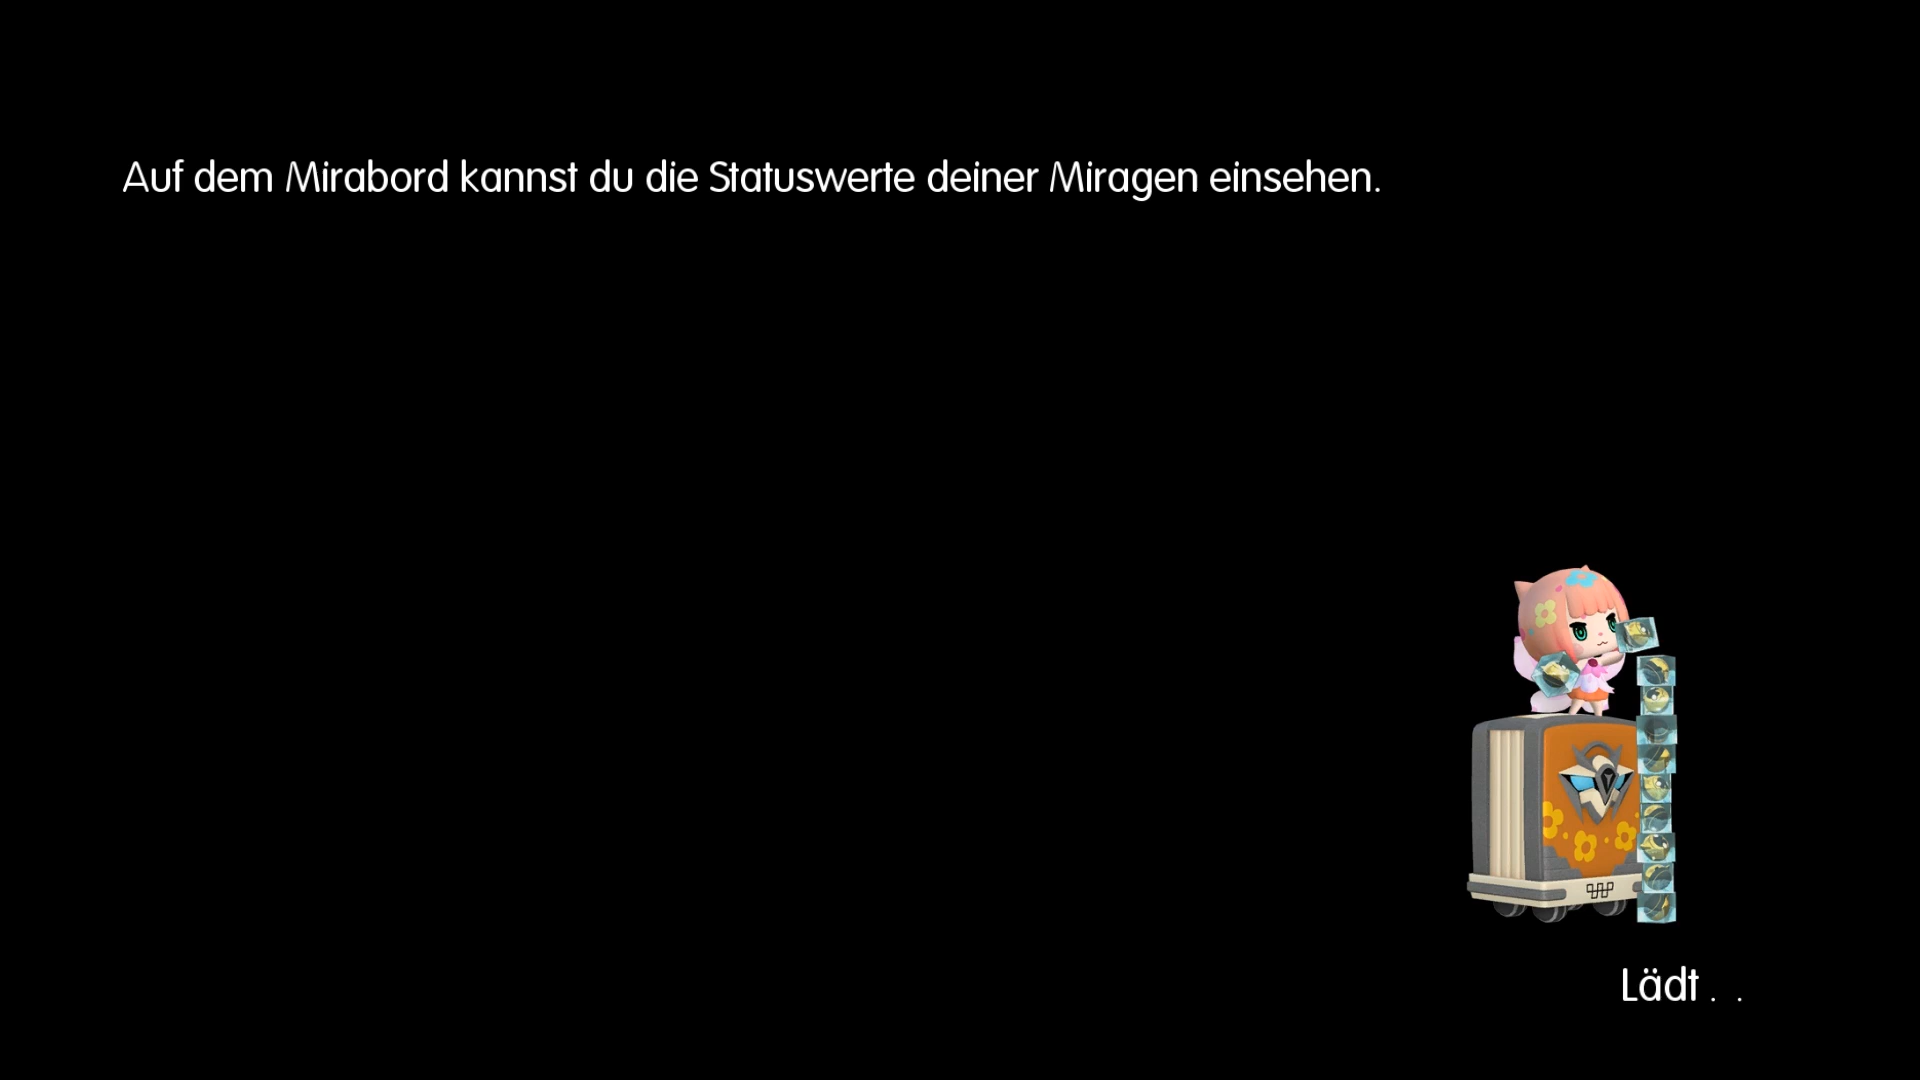 Auf dem Mirabord kannst du die Statuswerte deiner Miragen einsehen.
Lädt . .